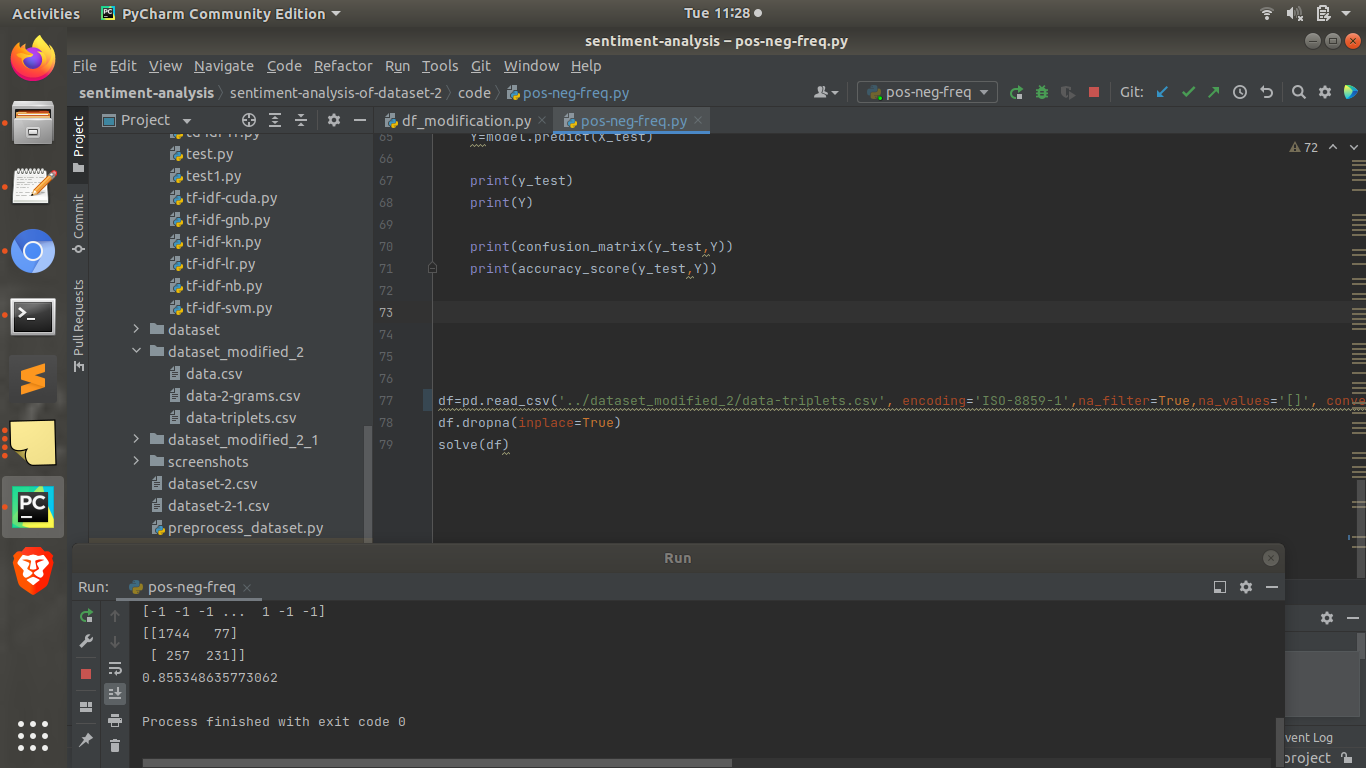 Activities
PyCharm Community Edition
Tue 11:28
sentiment-analysis – pos-neg-freq.py
File Edit View Navigate Code Refactor Run Tools Git Window Help
sentiment-analysis sentiment-analysis-of-dataset-2 code pos-neg-freq.py
pos-neg-freq
Git:
Project
Commit
Pull Requests
Project
test.py
test1.py
tf-idf-cuda.py
tf-idf-gnb.py
tf-idf-kn.py
tf-idf-lr.py
tf-idf-nb.py
tf-idf-svm.py
dataset
dataset_modified_2
data.csv
data-2-grams.csv
data-triplets.csv
dataset_modified_2_1
screenshots
dataset-2.csv
dataset-2-1.csv
preprocess_dataset.py
df_modification.py
pos-neg-freq.py
72
65 Y=model.predict(X_test)
66
67 print(y_test)
68 print(Y)
69
70 print(confusion_matrix(y_test,Y))
71 print(accuracy_score(y_test,Y))
72
73
74
75
76
77 df=pd.read_csv('../dataset_modified_2/data-triplets.csv', encoding='ISO-8859-1',na_filter=True,na_values='[]', conve
78 df.dropna(inplace=True)
79 solve(df)
Run
Run: pos-neg-freq
[-1 -1 -1 ... 1 -1 -1]
[[1744 77]
[ 257 231]]
0.855348635773062
Process finished with exit code 0
vent Log
project